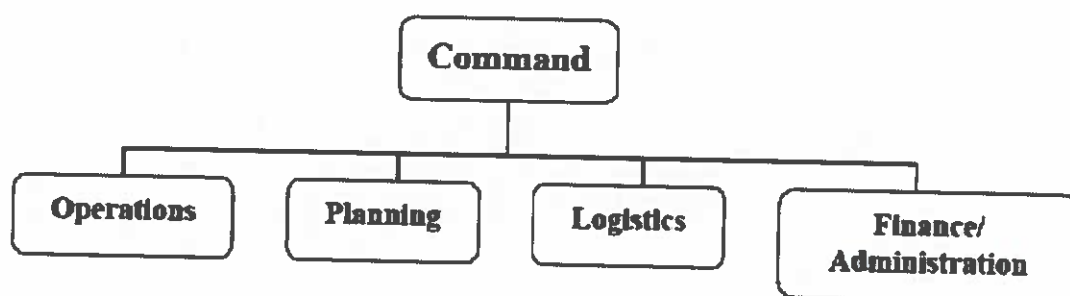 Command
Operations
Planning
Logistics
Finance/
Administration